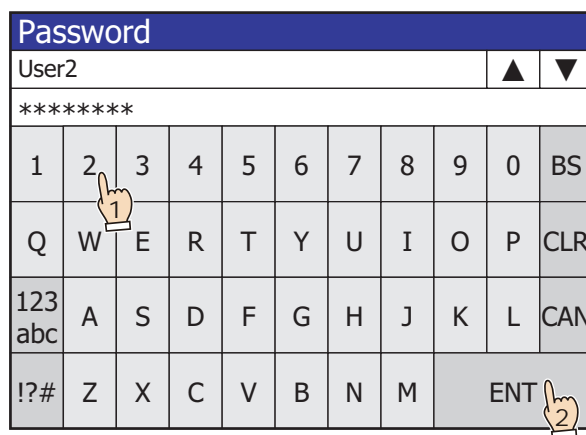 Password
User2 ▲ ▼
********
1 2 3 4 5 6 7 8 9 0 BS
1
Q W E R T Y U I O P CLR
123 abc A S D F G H J K L CAN
!?# Z X C V B N M ENT
2